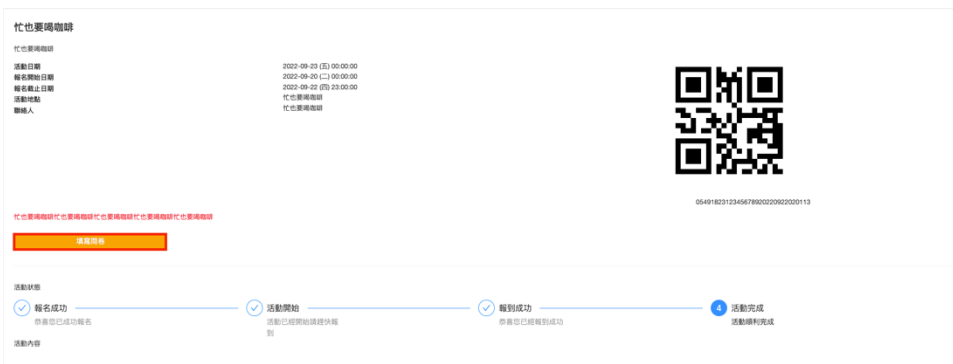 忙也要喝咖啡
忙也要喝咖啡
活動日期 2022-09-23 (五) 00:00:00
報名開始日期 2022-09-20 (二) 00:00:00
報名截止日期 2022-09-22 (四) 23:00:00
活動地點 忙也要喝咖啡
聯絡人 忙也要喝咖啡
0549182312345678920220922020113
忙也要喝咖啡忙也要喝咖啡忙也要喝咖啡忙也要喝咖啡忙也要喝咖啡
填寫問卷
活動狀態
報名成功 活動開始 報到成功 4 活動完成
恭喜您已成功報名 活動已經開始請趕快報 恭喜您已經報到成功 活動順利完成
到
活動內容